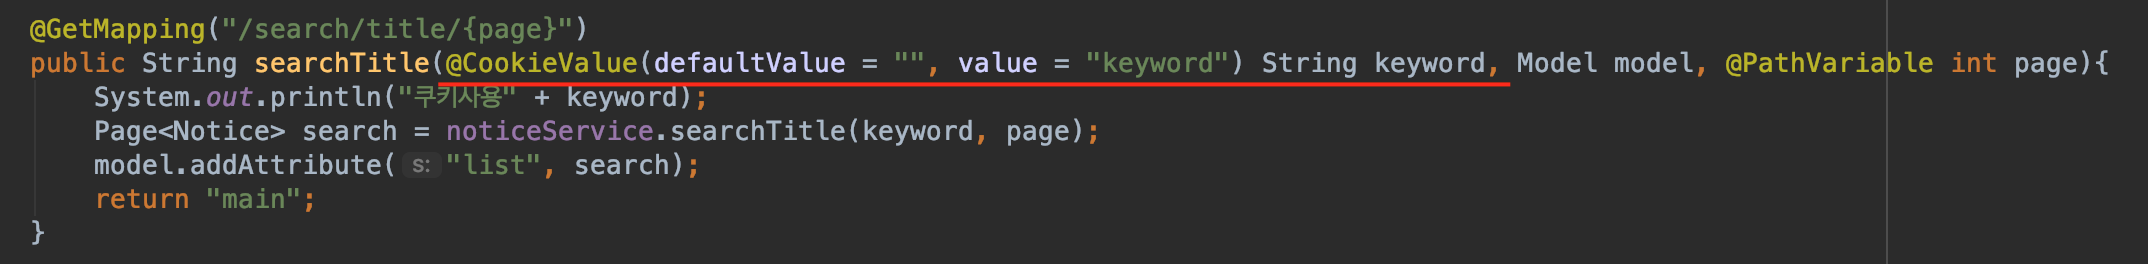 @GetMapping("/search/title/{page}")
public String searchTitle(@CookieValue(defaultValue = "", value = "keyword") String keyword, Model model, @PathVariable int page){
System.out.println("쿠키사용" + keyword);
Page<Notice> search = noticeService.searchTitle(keyword, page);
model.addAttribute( s: "list", search);
return "main";
}